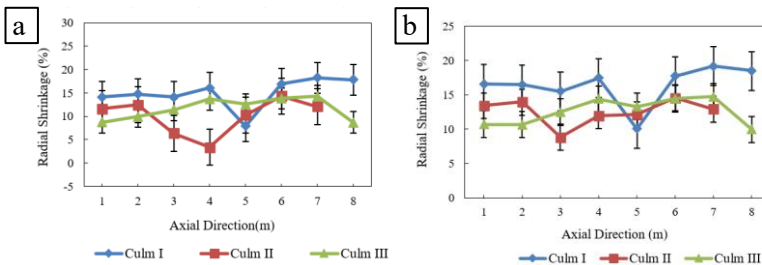 a
Radial Shrinkage (%)
30
25
20
15
10
5
0
-5
1 2 3 4 5 6 7 8
Axial Direction(m)
Culm I Culm II Culm III
b
Radial Shrinkage (%)
25
20
15
10
5
0
1 2 3 4 5 6 7 8
Axial Direction (m)
Culm I Culm II Culm III